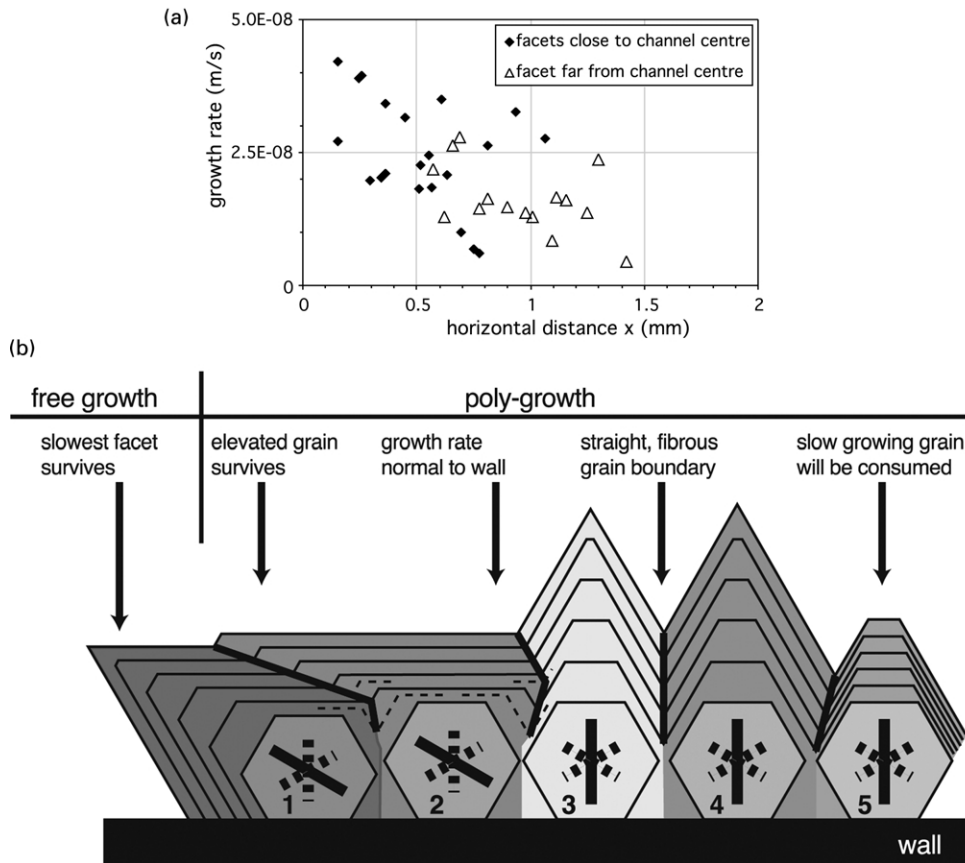 (a)
5.0E-08
2.5E-08
0
growth rate (m/s)
◆facets close to channel centre
△facet far from channel centre
0 0.5 1 1.5 2
horizontal distance x (mm)
(b)
free growth poly-growth
slowest facet survives
elevated grain survives
growth rate normal to wall
straight, fibrous grain boundary
slow growing grain will be consumed
1 2 3 4 5
wall